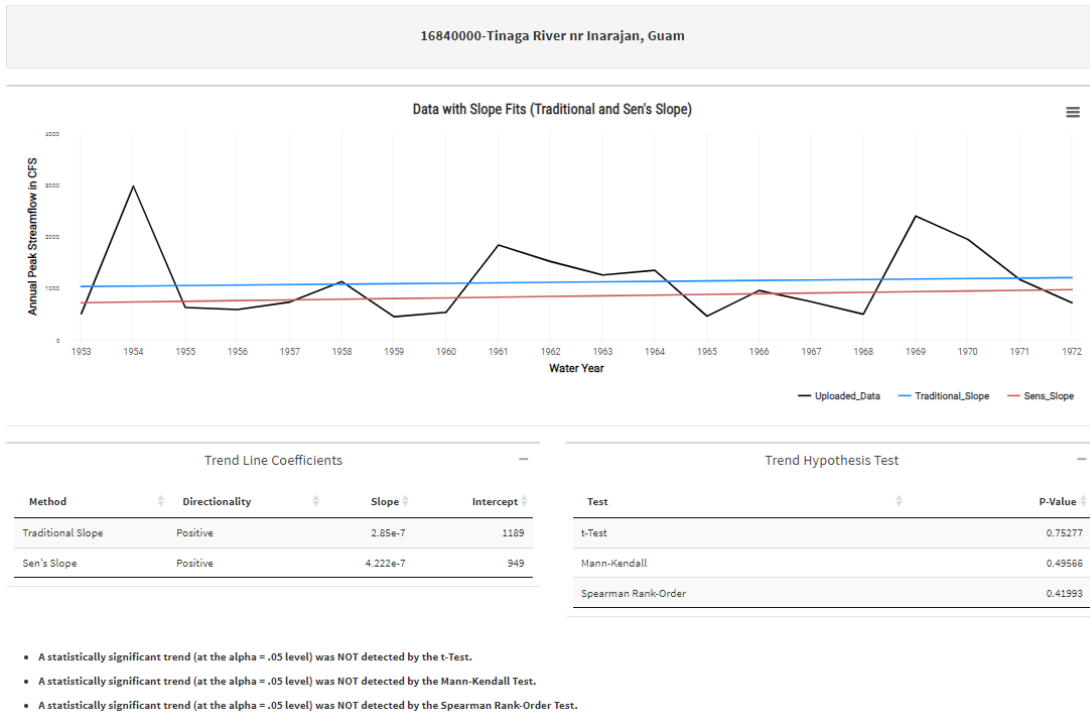 16840000-Tinaga River nr Inarajan, Guam
Data with Slope Fits (Traditional and Sen's Slope)
Annual Peak Streamflow in CFS
4000
3000
2000
1000
0
1953 1954 1955 1956 1957 1958 1959 1960 1961 1962 1963 1964 1965 1966 1967 1968 1969 1970 1971 1972
Water Year
Uploaded_Data Traditional_Slope Sens_Slope
Trend Line Coefficients
Method Directionality Slope Intercept
Traditional Slope Positive 2.85e-7 1189
Sen's Slope Positive 4.222e-7 949
Trend Hypothesis Test
Test P-Value
t-Test 0.75277
Mann-Kendall 0.49566
Spearman Rank-Order 0.41993
• A statistically significant trend (at the alpha = .05 level) was NOT detected by the t-Test.
• A statistically significant trend (at the alpha = .05 level) was NOT detected by the Mann-Kendall Test.
• A statistically significant trend (at the alpha = .05 level) was NOT detected by the Spearman Rank-Order Test.